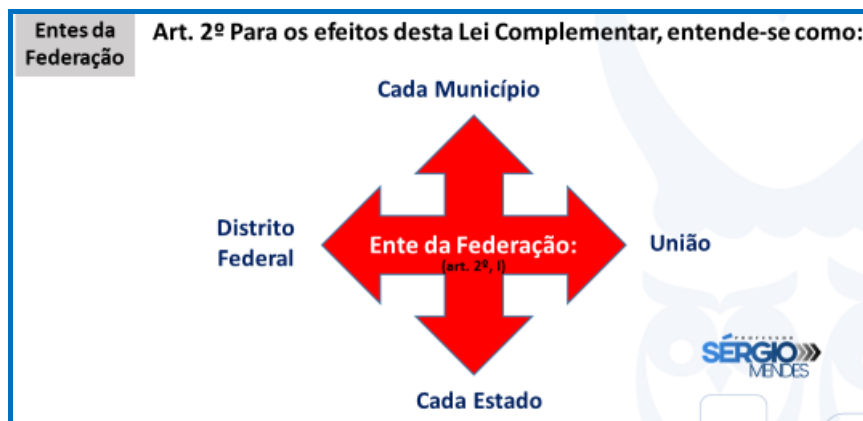 Entes da
Federação
Art. 2º Para os efeitos desta Lei Complementar, entende-se como:
Cada Município
Distrito
Federal
Ente da Federação:
(art. 2º, I)
União
PROFESSOR
SÉRGIO
MENDES
Cada Estado